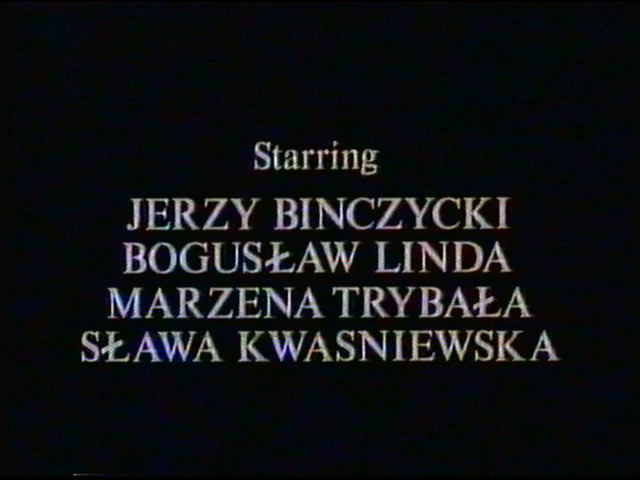 Starring
JERZY BINCZYCKI
BOGUSŁAW LINDA
MARZENA TRYBAŁA
SŁAWA KWASNIEWSKA